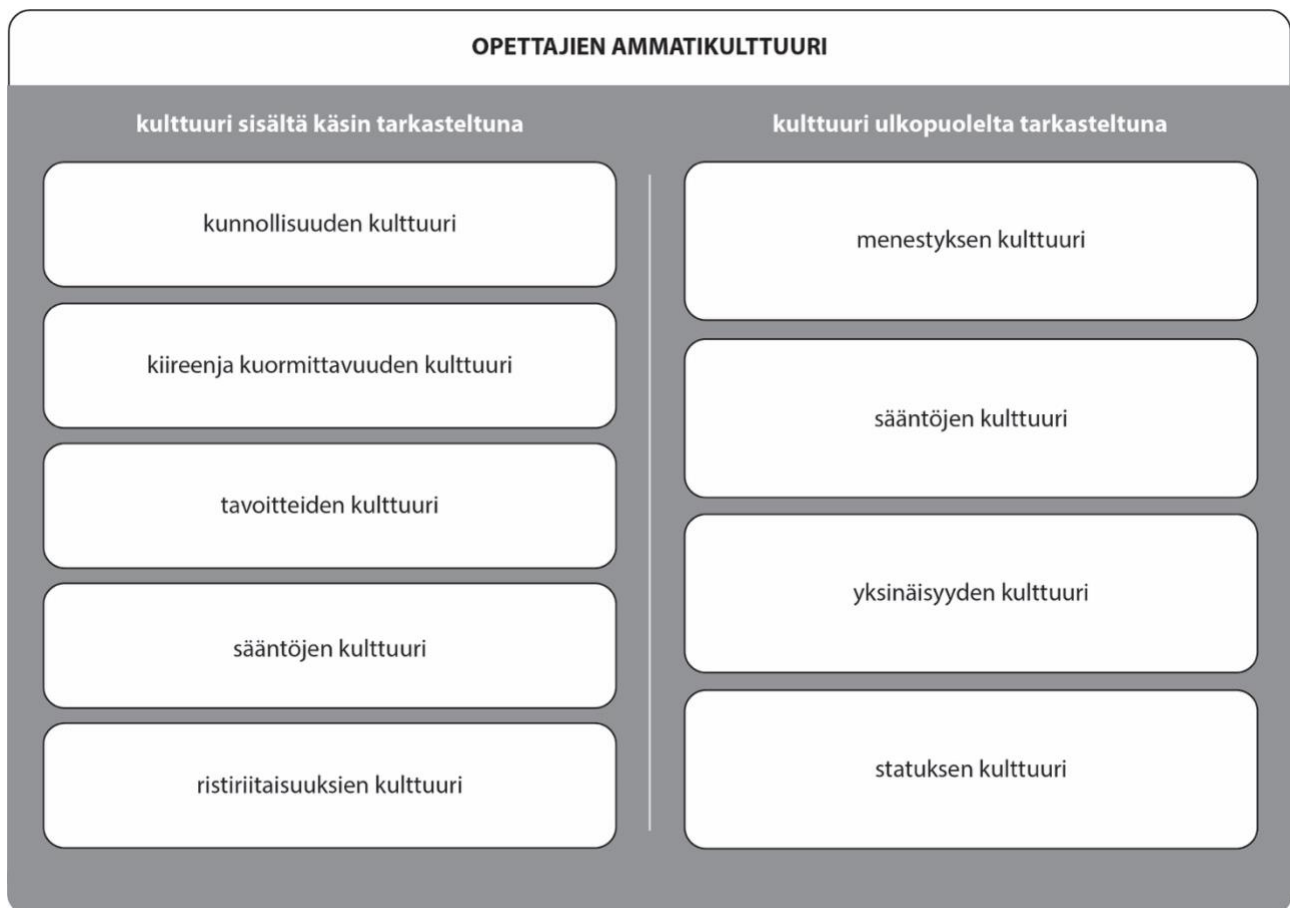 OPETTAJIEN AMMATIKULTTUURI
kulttuuri sisältä käsin tarkasteltuna
kunnollisuuden kulttuuri
kiireenja kuormittavuuden kulttuuri
tavoitteiden kulttuuri
sääntöjen kulttuuri
ristiriitaisuuksien kulttuuri
kulttuuri ulkopuolelta tarkasteltuna
menestyksen kulttuuri
sääntöjen kulttuuri
yksinäisyyden kulttuuri
statuksen kulttuuri